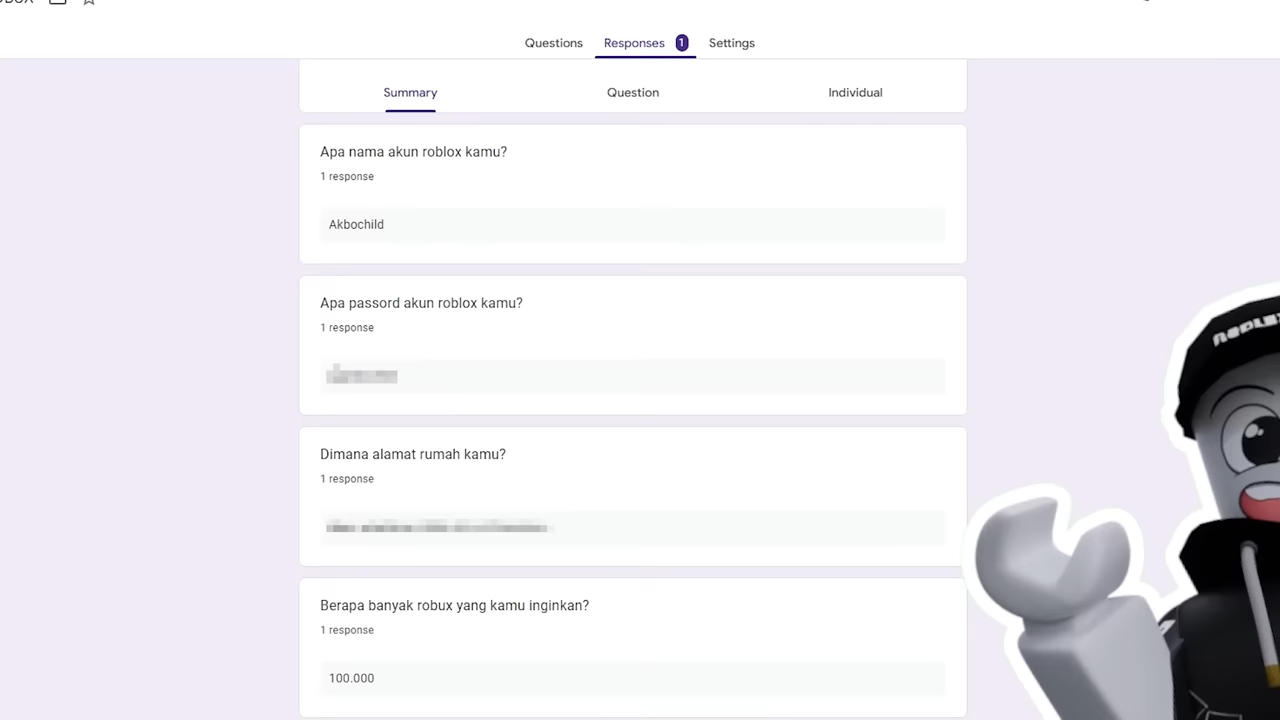 Questions Responses 1 Settings
Summary Question Individual
Apa nama akun roblox kamu?
1 response
Akbochild
Apa passord akun roblox kamu?
1 response
Dimana alamat rumah kamu?
1 response
Berapa banyak robux yang kamu inginkan?
1 response
100.000